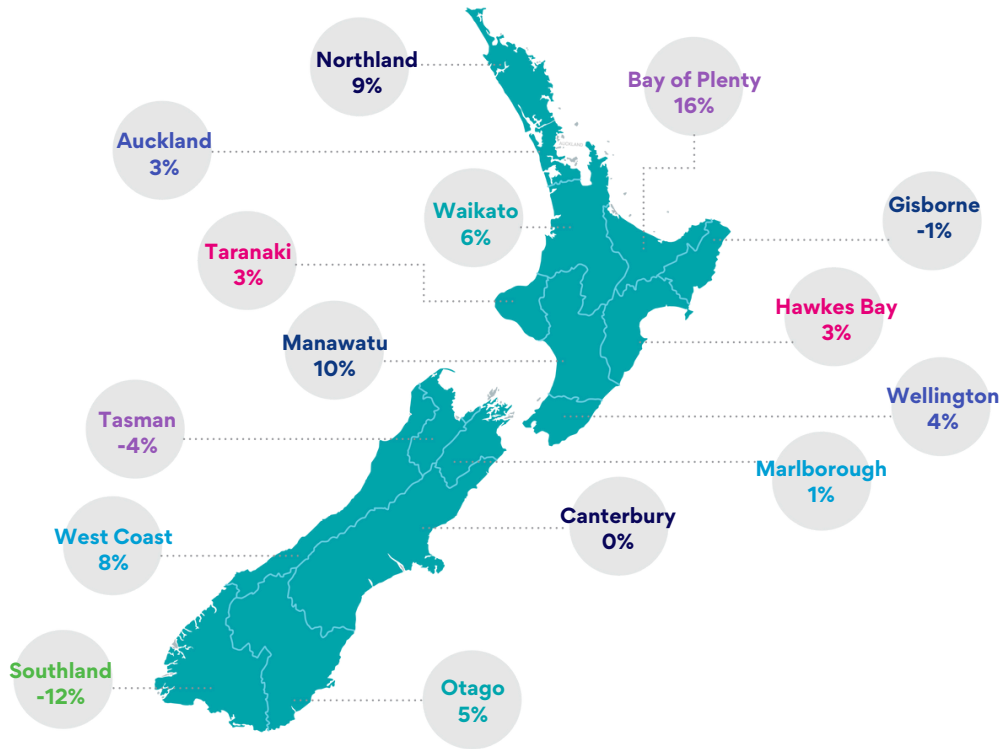 Northland
9%
Bay of Plenty
16%
Auckland
3%
AUCKLAND
Waikato
6%
Gisborne
-1%
Taranaki
3%
Hawkes Bay
3%
Manawatu
10%
Wellington
4%
Tasman
-4%
Marlborough
1%
Canterbury
0%
West Coast
8%
Southland
-12%
Otago
5%